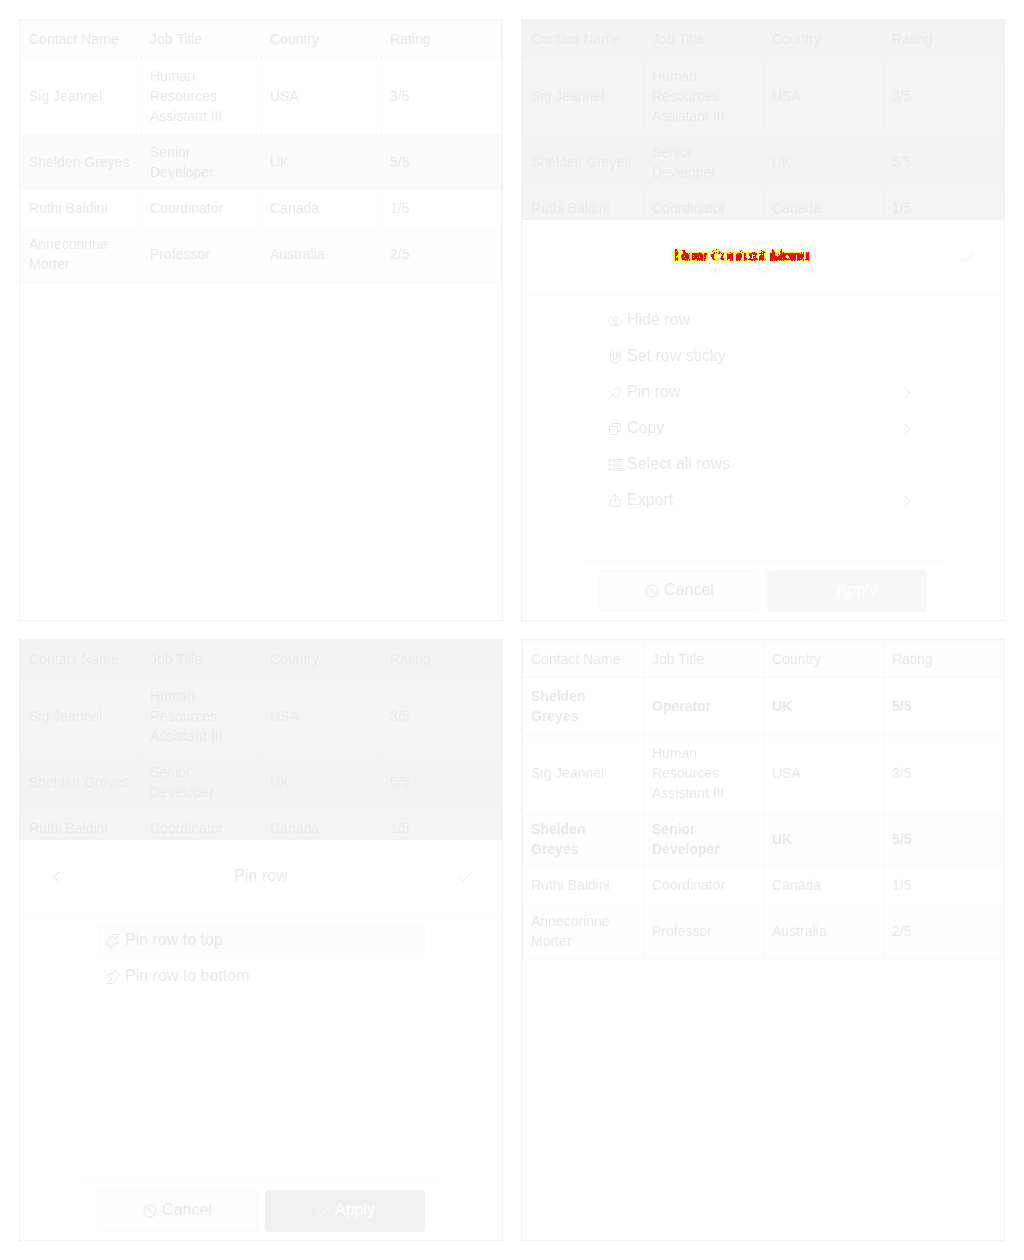 Contact Name Job Title Country Rating
Sig Jeannel Human Resources Assistant III USA 3/5
Shelden Greyes Senior Developer UK 5/5
Ruthi Baldini Coordinator Canada 1/5
Annecorinne Morter Professor Australia 2/5
Contact Name Job Title Country Rating
Sig Jeannel Human Resources Assistant III USA 3/5
Shelden Greyes Senior Developer UK 5/5
Ruthi Baldini Coordinator Canada 1/5
Menu
Hide row
Set row sticky
Pin row
Copy
Select all rows
Export
Cancel Apply
Contact Name Job Title Country Rating
Sig Jeannel Human Resources Assistant III USA 3/5
Shelden Greyes Senior Developer UK 5/5
Ruthi Baldini Coordinator Canada 1/5
Pin row
Pin row to top
Pin row to bottom
Cancel Apply
Contact Name Job Title Country Rating
Shelden Greyes Operator UK 5/5
Sig Jeannel Human Resources Assistant III USA 3/5
Shelden Greyes Senior Developer UK 5/5
Ruthi Baldini Coordinator Canada 1/5
Annecorinne Morter Professor Australia 2/5